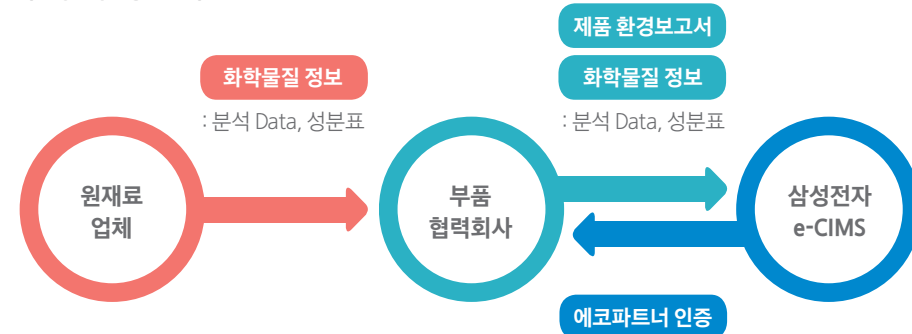 제품 환경보고서
화학물질 정보
화학물질 정보
: 분석 Data, 성분표
: 분석 Data, 성분표
원재료
업체
부품
협력회사
삼성전자
e-CIMS
에코파트너 인증